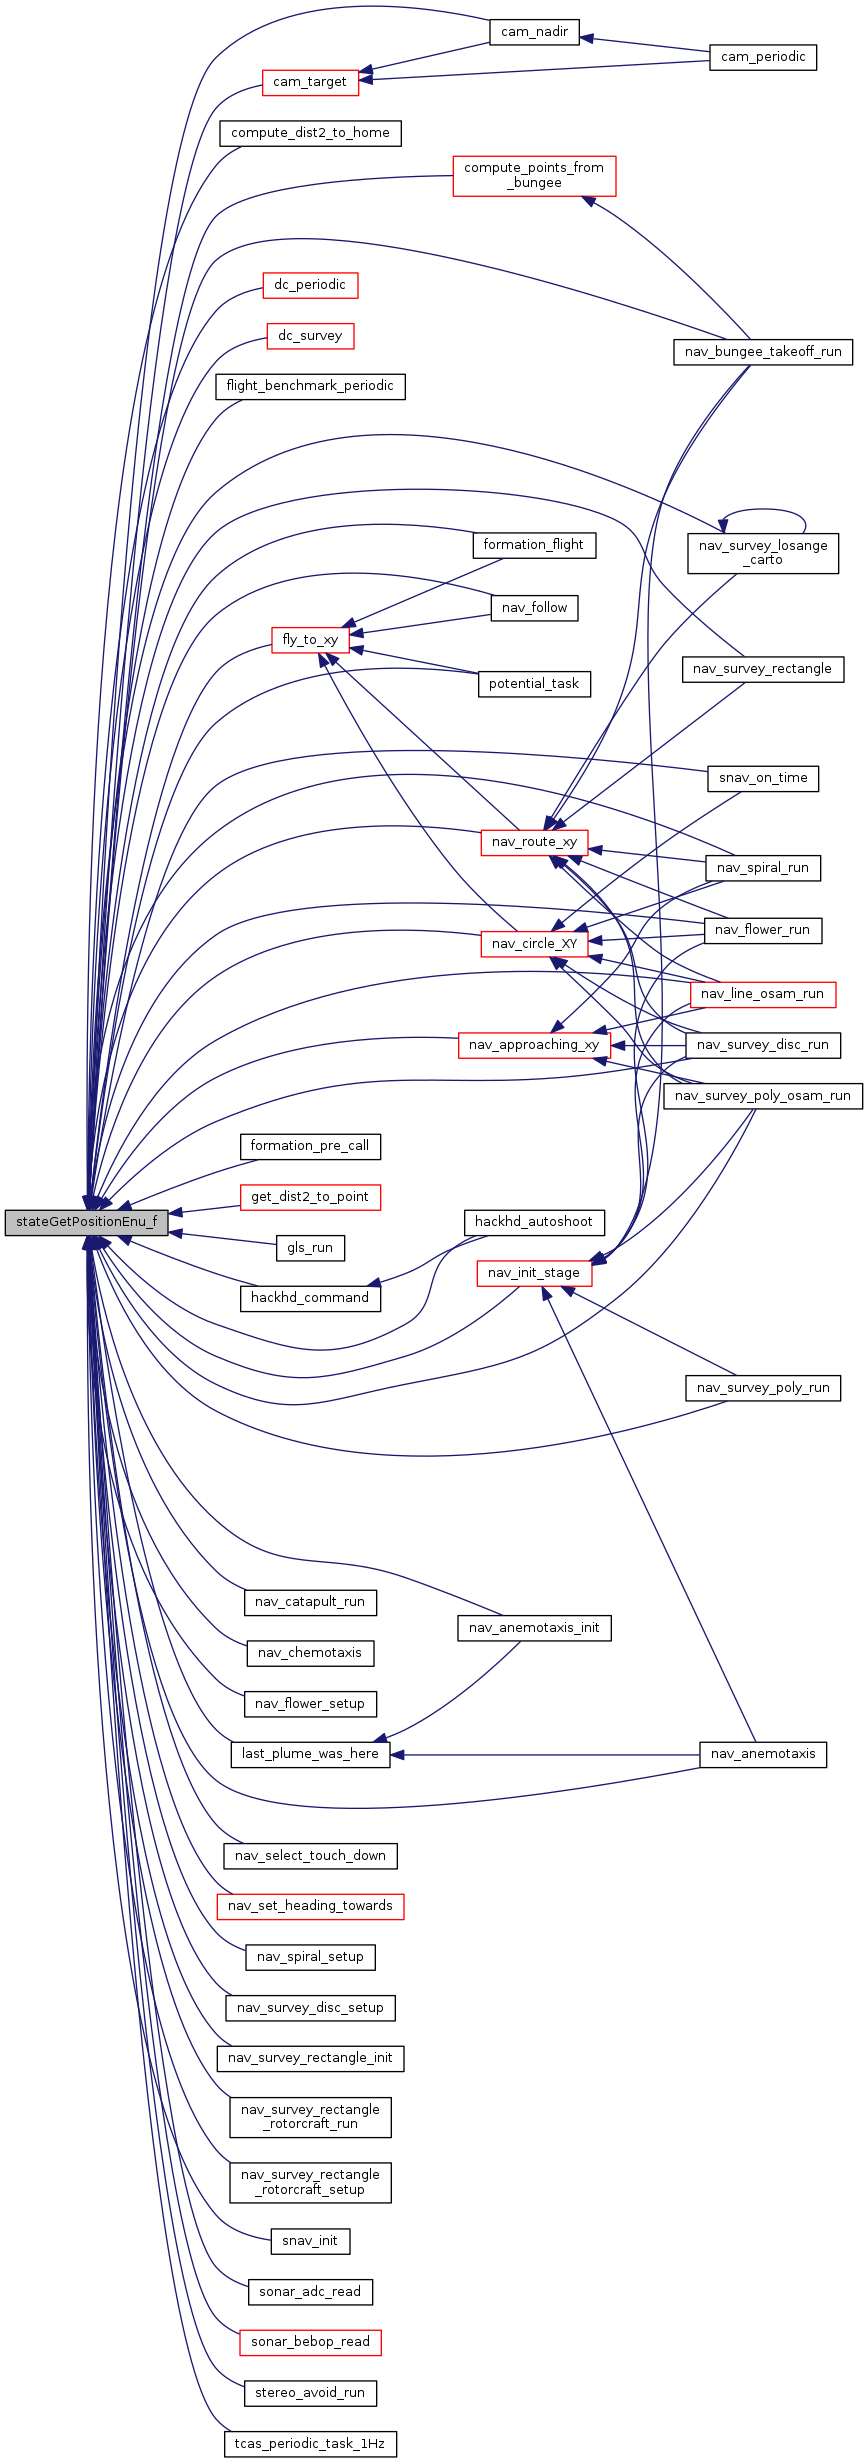 cam_nadir
cam_periodic
cam_target
compute_dist2_to_home
compute_points_from
_bungee
dc_periodic
dc_survey
nav_bungee_takeoff_run
flight_benchmark_periodic
nav_survey_losange
_carto
formation_flight
nav_follow
fly_to_xy
nav_survey_rectangle
potential_task
snav_on_time
nav_route_xy
nav_spiral_run
nav_flower_run
nav_circle_XY
nav_line_osam_run
nav_approaching_xy
nav_survey_disc_run
nav_survey_poly_osam_run
formation_pre_call
get_dist2_to_point
stateGetPositionEnu_f
hackhd_autoshoot
gls_run
nav_init_stage
hackhd_command
nav_survey_poly_run
nav_catapult_run
nav_anemotaxis_init
nav_chemotaxis
nav_flower_setup
last_plume_was_here
nav_anemotaxis
nav_select_touch_down
nav_set_heading_towards
nav_spiral_setup
nav_survey_disc_setup
nav_survey_rectangle_init
nav_survey_rectangle
_rotorcraft_run
nav_survey_rectangle
_rotorcraft_setup
snav_init
sonar_adc_read
sonar_bebop_read
stereo_avoid_run
tcas_periodic_task_1Hz